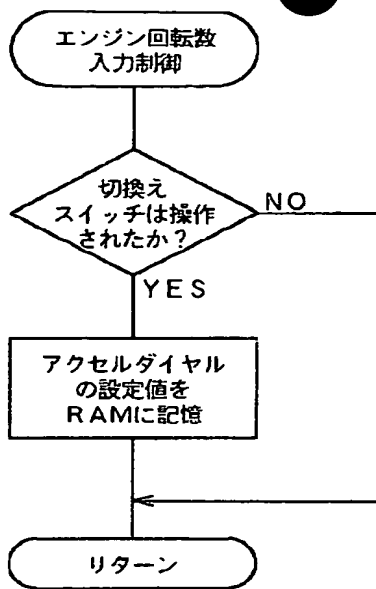 エンジン回転数
入力制御
切換え
スイッチは操作
されたか？
NO
YES
アクセルダイヤル
の設定値を
RAMに記憶
リターン